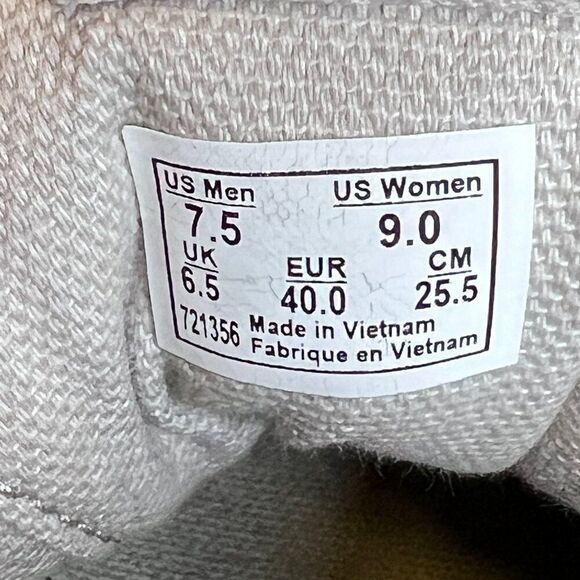 US Men US Women
7.5 9.0
UK EUR CM
6.5 40.0 25.5
721356 Made in Vietnam
Fabrique en Vietnam